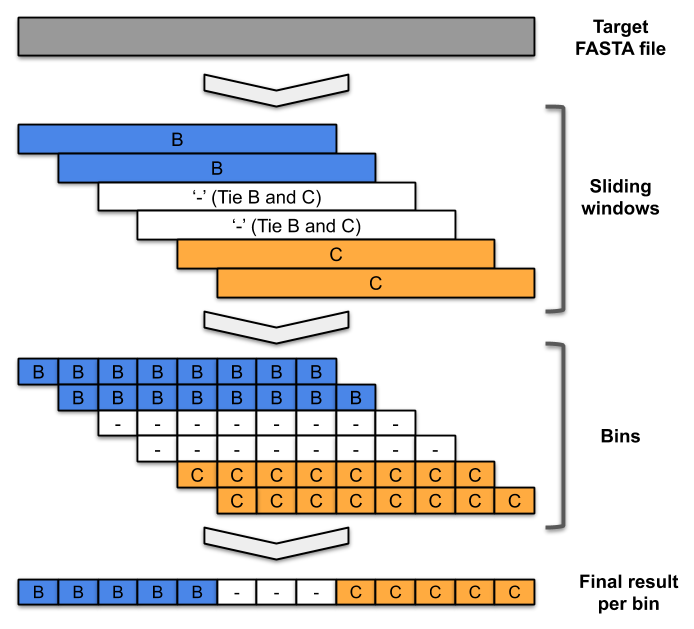 Target
FASTA file
B
B
‘-’ (Tie B and C)
‘-’ (Tie B and C)
C
C
Sliding
windows
B B B B B B B B
B B B B B B B B
- - - - - - - -
- - - - - - - -
C C C C C C C C
C C C C C C C C
Bins
B B B B B - - - C C C C C
Final result
per bin